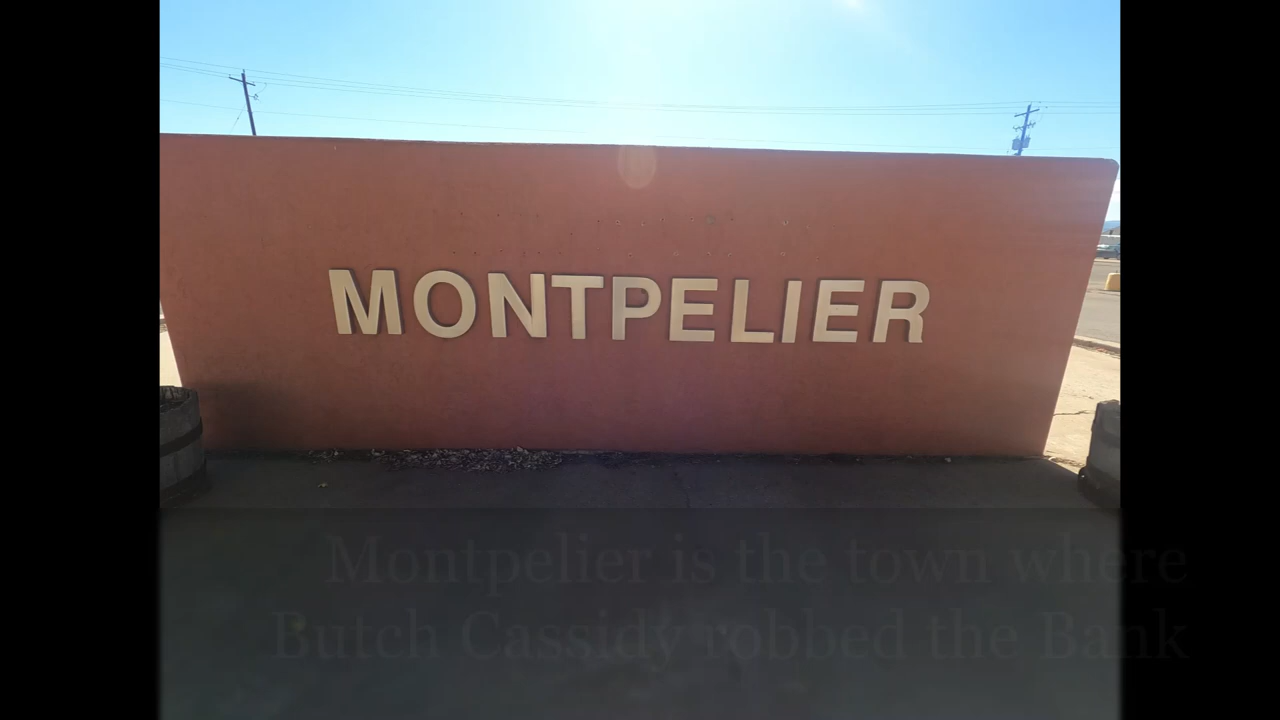 MONTPELIER
Montpelier is the town where
Butch Cassidy robbed the Bank